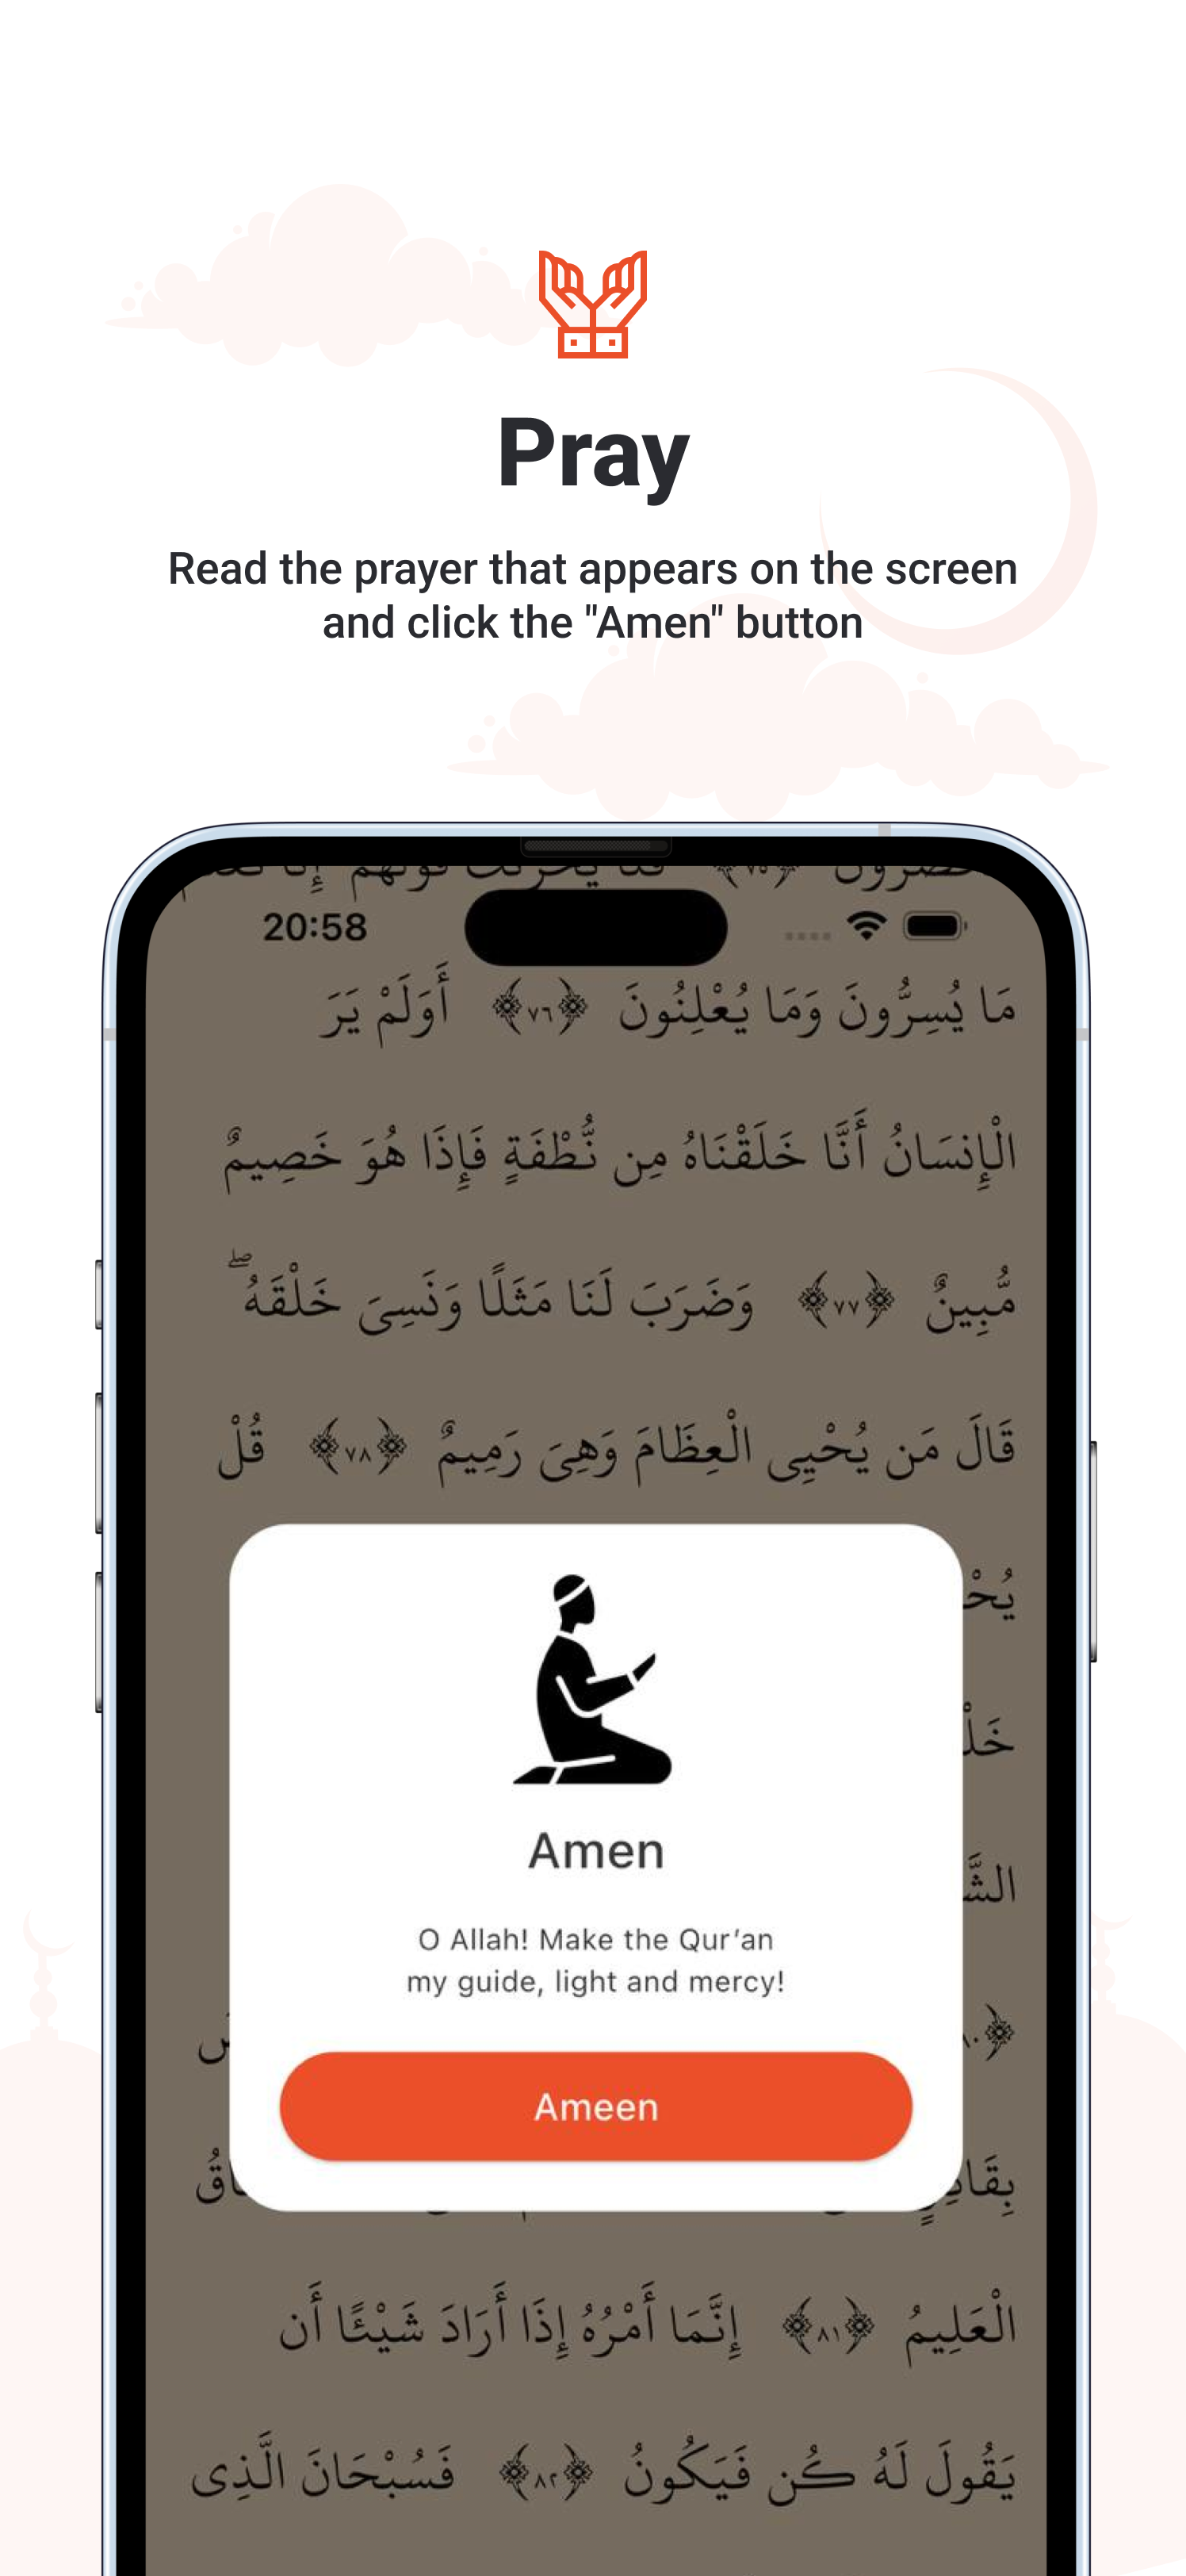 Pray
Read the prayer that appears on the screen
and click the "Amen" button
20:58
مَا يُسِرُّونَ وَمَا يُعْلِنُونَ ﴿٧٦﴾ أَوَلَمْ يَرَ
الْإِنسَانُ أَنَّا خَلَقْنَاهُ مِن نُّطْفَةٍ فَإِذَا هُوَ خَصِيمٌ
مُّبِينٌ ﴿٧٧﴾ وَضَرَبَ لَنَا مَثَلًا وَنَسِىَ خَلْقَهُ ۖ
قَالَ مَن يُحْيِى الْعِظَامَ وَهِىَ رَمِيمٌ ﴿٧٨﴾ قُلْ
Amen
O Allah! Make the Qur'an
my guide, light and mercy!
Ameen
الْعَلِيمُ ﴿٨١﴾ إِنَّمَا أَمْرُهُ إِذَا أَرَادَ شَيْئًا أَن
يَقُولَ لَهُ كُن فَيَكُونُ ﴿٨٢﴾ فَسُبْحَانَ الَّذِى